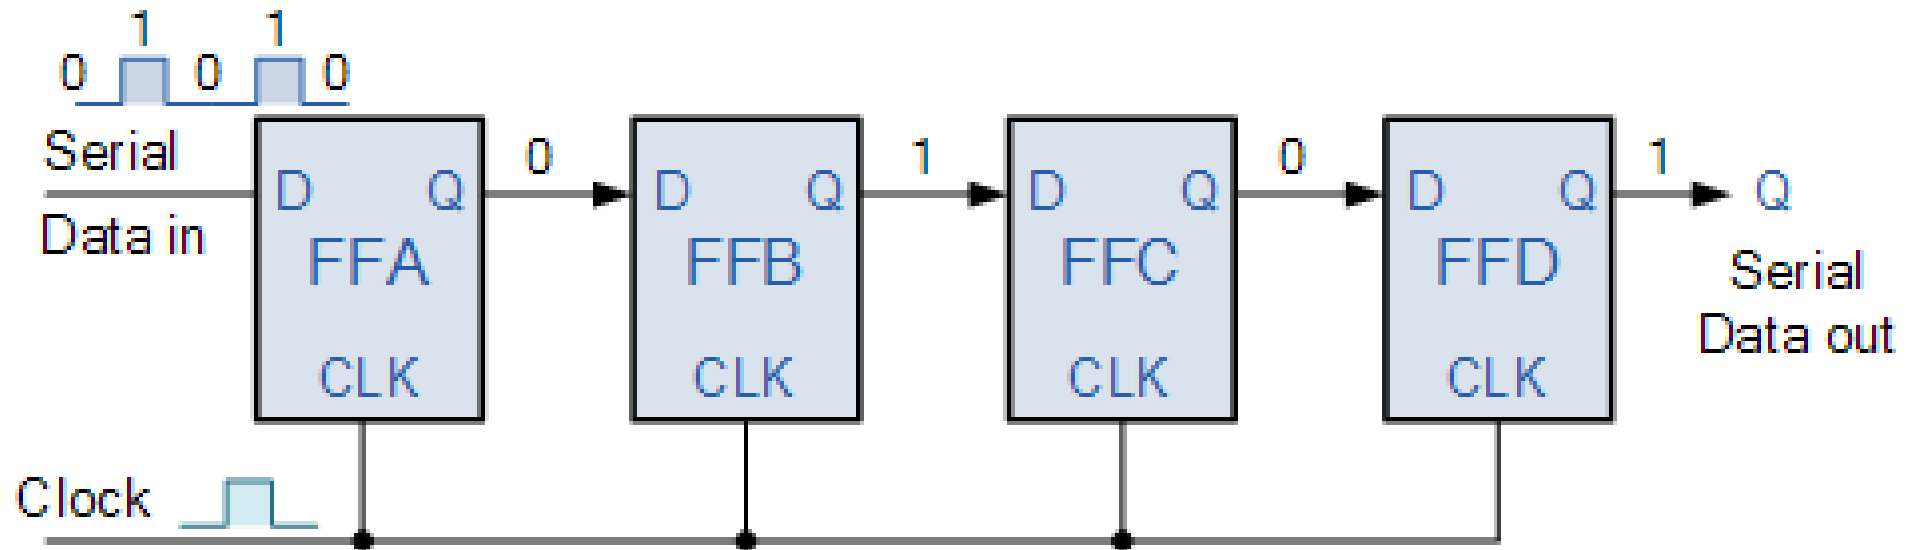 1 1
0 0 0
Serial
Data in
D Q
FFA
CLK
0
D Q
FFB
CLK
1
D Q
FFC
CLK
0
D Q
FFD
CLK
1
Q
Serial
Data out
Clock